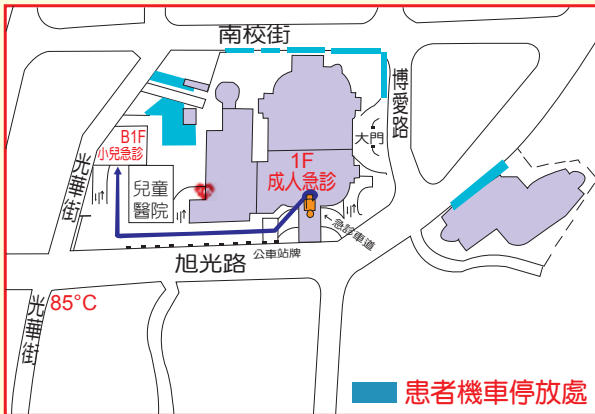 南校街
博愛路
大門
B1F
小兒急診
1F
成人急診
兒童
醫院
光華街
←急診車道
公車站牌
旭光路
85°C
光華街
患者機車停放處